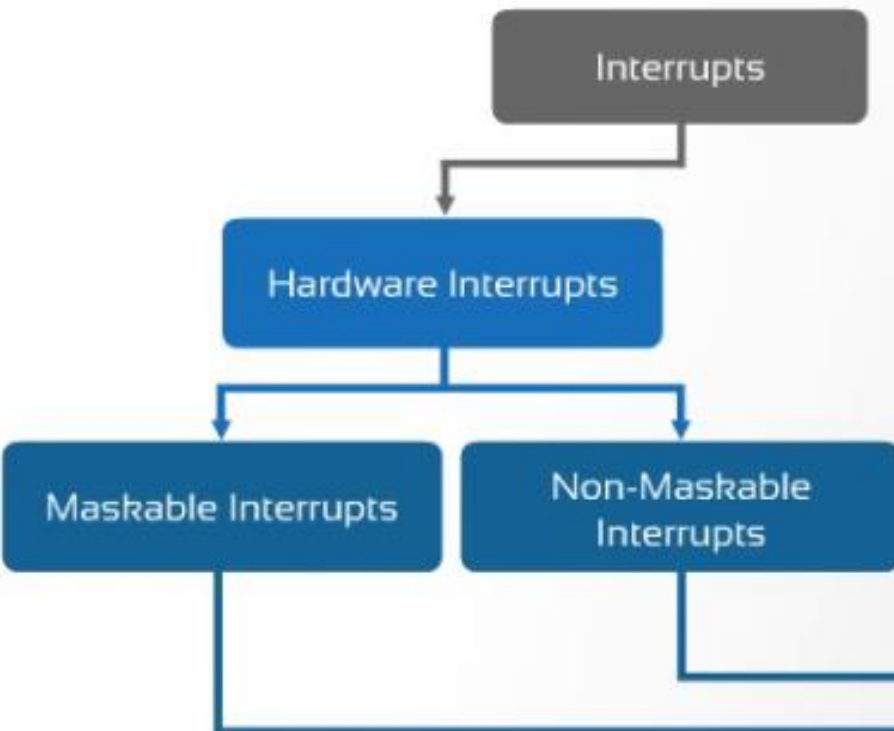 Interrupts
Hardware Interrupts
Maskable Interrupts
Non-Maskable
Interrupts